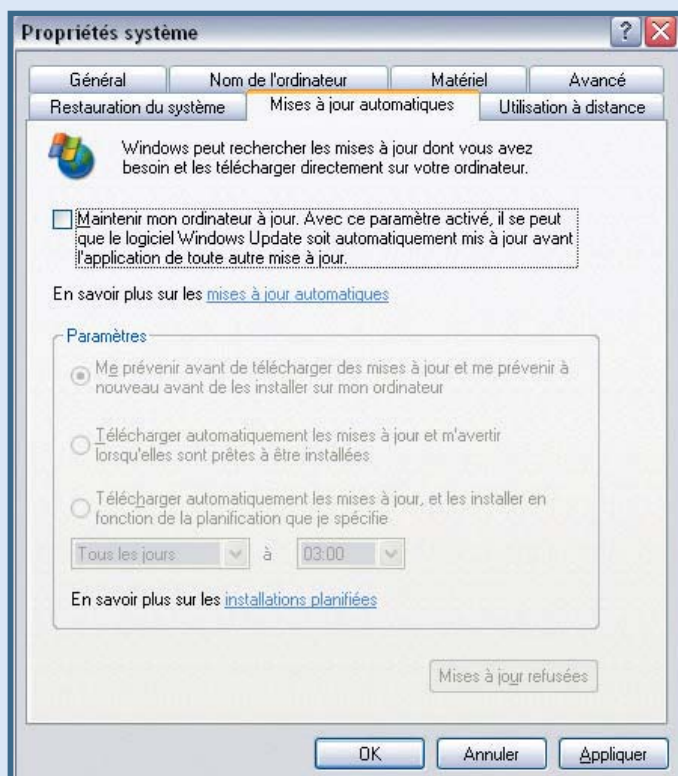 Propriétés système
Général Nom de l'ordinateur Matériel Avancé
Restauration du système Mises à jour automatiques Utilisation à distance
Windows peut rechercher les mises à jour dont vous avez
besoin et les télécharger directement sur votre ordinateur.
Maintenir mon ordinateur à jour. Avec ce paramètre activé, il se peut
que le logiciel Windows Update soit automatiquement mis à jour avant
l'application de toute autre mise à jour.
En savoir plus sur les mises à jour automatiques
Paramètres
Me prévenir avant de télécharger des mises à jour et me prévenir à
nouveau avant de les installer sur mon ordinateur
Télécharger automatiquement les mises à jour et m'avertir
lorsqu'elles sont prêtes à être installées
Télécharger automatiquement les mises à jour, et les installer en
fonction de la planification que je spécifie
Tous les jours à 03:00
En savoir plus sur les installations planifiées
Mises à jour refusées
OK Annuler Appliquer